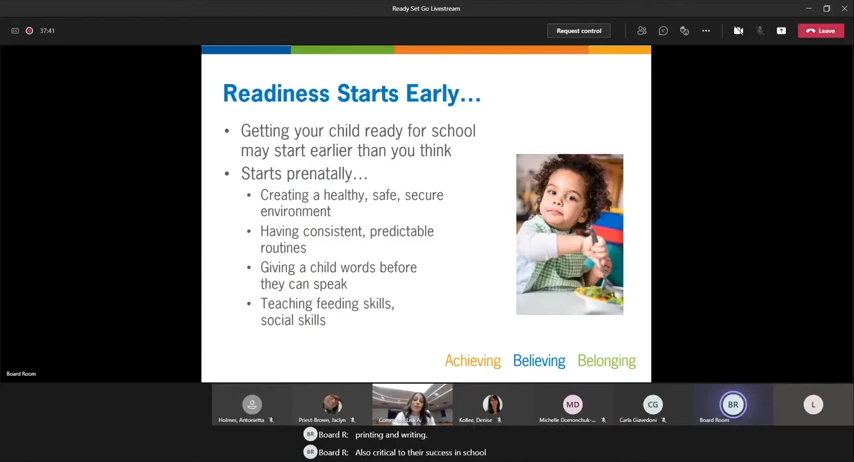 Ready Set Go Livestream
37:41
Request control
Leave
Readiness Starts Early...
• Getting your child ready for school
may start earlier than you think
• Starts prenatally...
• Creating a healthy, safe, secure
environment
• Having consistent, predictable
routines
• Giving a child words before
they can speak
• Teaching feeding skills,
social skills
Achieving Believing Belonging
Board Room
MD CG BR L
Holmes, Antonietta Priest-Brown, Jaclyn Kollee, Denise Michelle Domonchuk-... Carla Giavedoni Board Room
BR Board R: printing and writing.
BR Board R: Also critical to their success in school